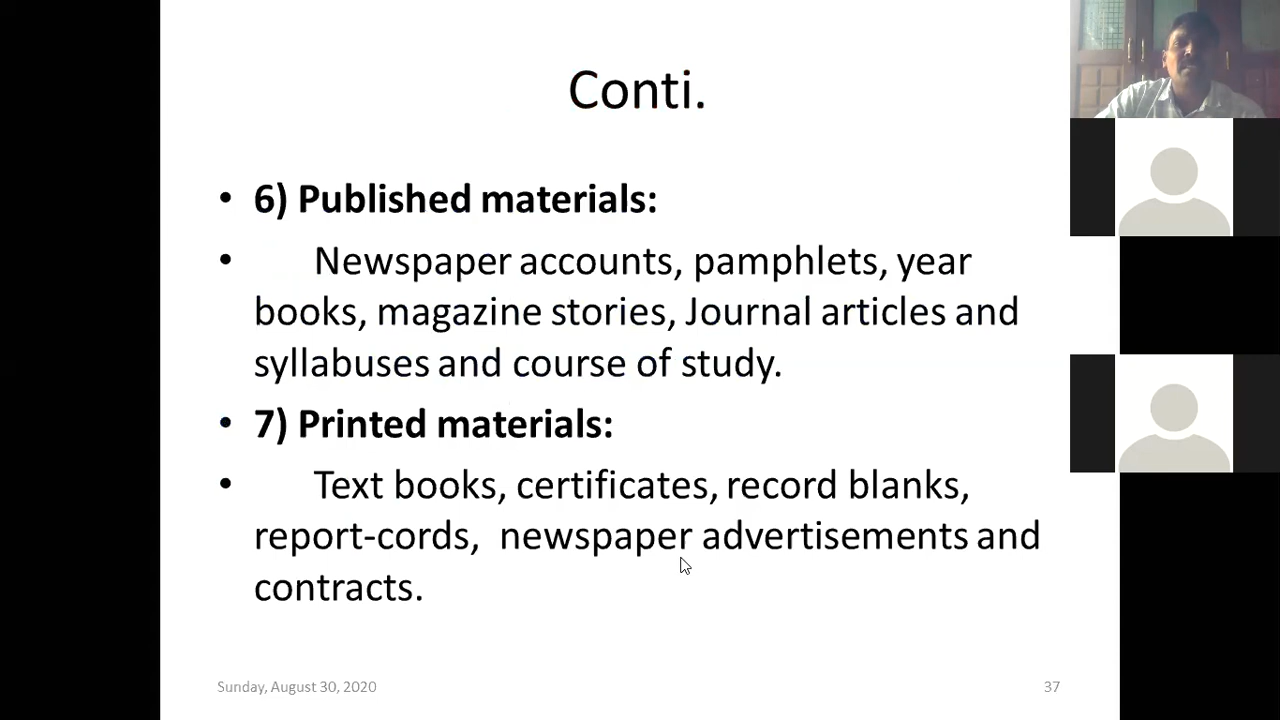 Conti.
• 6) Published materials:
• Newspaper accounts, pamphlets, year
books, magazine stories, Journal articles and
syllabuses and course of study.
• 7) Printed materials:
• Text books, certificates, record blanks,
report-cords, newspaper advertisements and
contracts.
Sunday, August 30, 2020
37